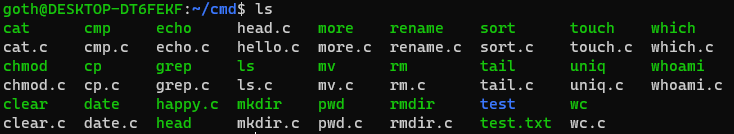 goth@DESKTOP-DT6FEKF:~/cmd$ ls
cat cmp echo head.c more rename sort touch which
cat.c cmp.c echo.c hello.c more.c rename.c sort.c touch.c which.c
chmod cp grep ls mv rm tail uniq whoami
chmod.c cp.c grep.c ls.c mv.c rm.c tail.c uniq.c whoami.c
clear date happy.c mkdir pwd rmdir test wc
clear.c date.c head mkdir.c pwd.c rmdir.c test.txt wc.c